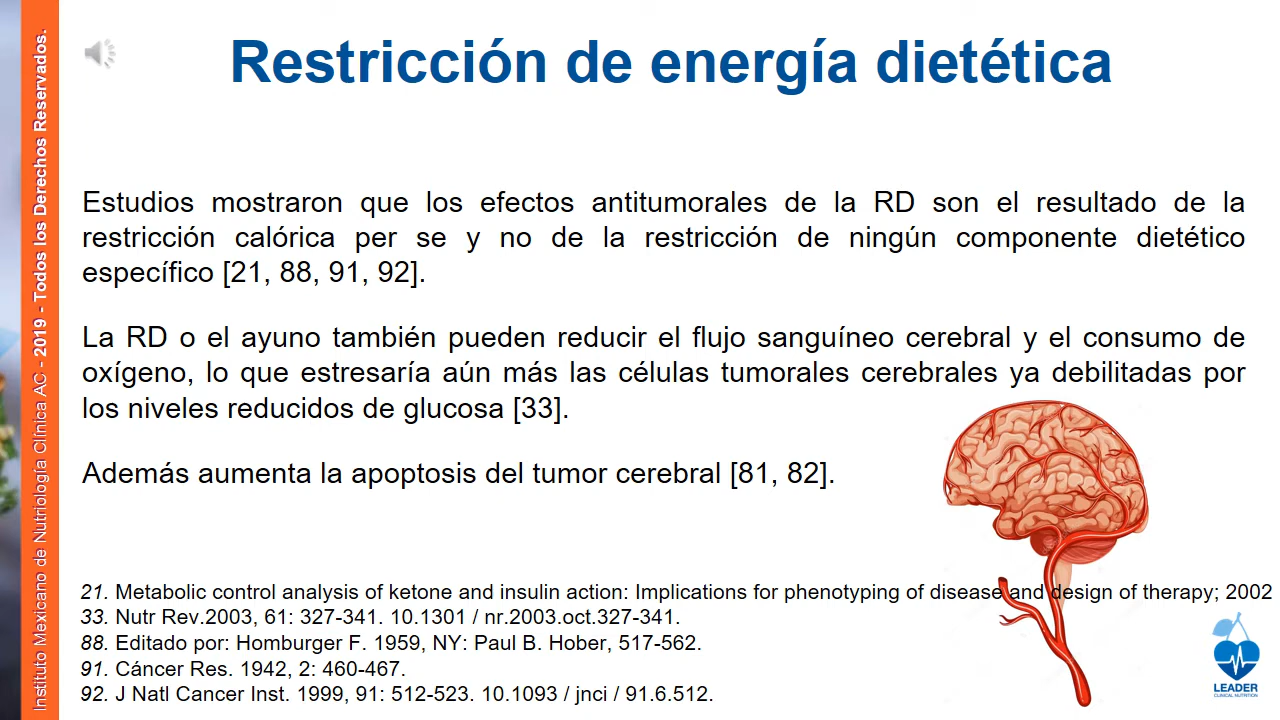 Restricción de energía dietética
Estudios mostraron que los efectos antitumorales de la RD son el resultado de la
restricción calórica per se y no de la restricción de ningún componente dietético
específico [21, 88, 91, 92].
La RD o el ayuno también pueden reducir el flujo sanguíneo cerebral y el consumo de
oxígeno, lo que estresaría aún más las células tumorales cerebrales ya debilitadas por
los niveles reducidos de glucosa [33].
Además aumenta la apoptosis del tumor cerebral [81, 82].
21. Metabolic control analysis of ketone and insulin action: Implications for phenotyping of disease and design of therapy; 2002
33. Nutr Rev.2003, 61: 327-341. 10.1301 / nr.2003.oct.327-341.
88. Editado por: Homburger F. 1959, NY: Paul B. Hober, 517-562.
91. Cáncer Res. 1942, 2: 460-467.
92. J Natl Cancer Inst. 1999, 91: 512-523. 10.1093 / jnci / 91.6.512.
Instituto Mexicano de Nutriología Clínica AC - 2019 - Todos los Derechos Reservados.
LEADER
CLINICAL NUTRITION